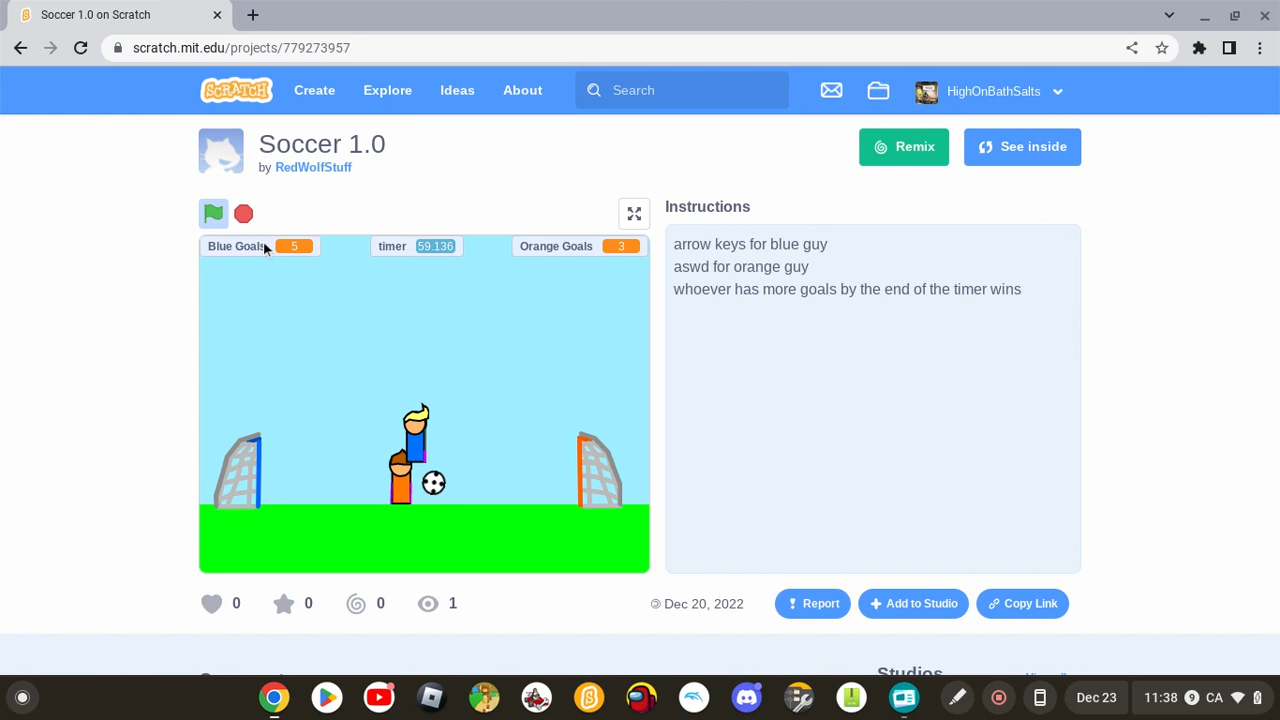 Soccer 1.0 on Scratch
scratch.mit.edu/projects/779273957
SCRATCH
Create
Explore
Ideas
About
Search
HighOnBathSalts
Soccer 1.0
by RedWolfStuff
Remix
See inside
Instructions
Blue Goals 5
timer 59.136
Orange Goals 3
arrow keys for blue guy
aswd for orange guy
whoever has more goals by the end of the timer wins
0
0
0
1
Dec 20, 2022
Report
Add to Studio
Copy Link
Studios
Dec 23
11:38
9
CA